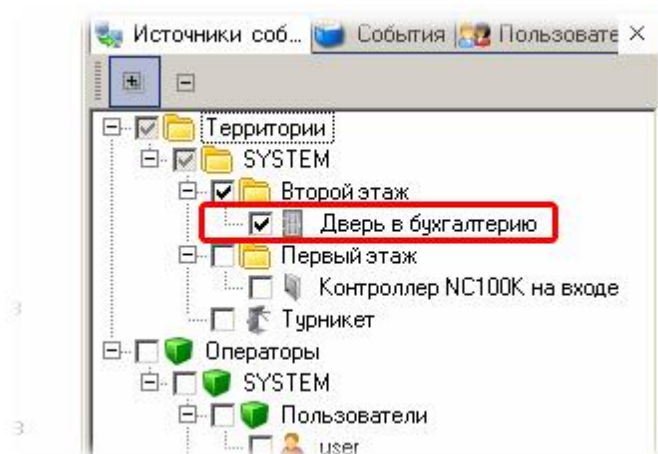 Источники соб... События Пользовате
Территории
SYSTEM
Второй этаж
Дверь в бухгалтерию
Первый этаж
Контроллер NC100K на входе
Турникет
Операторы
SYSTEM
Пользователи
user